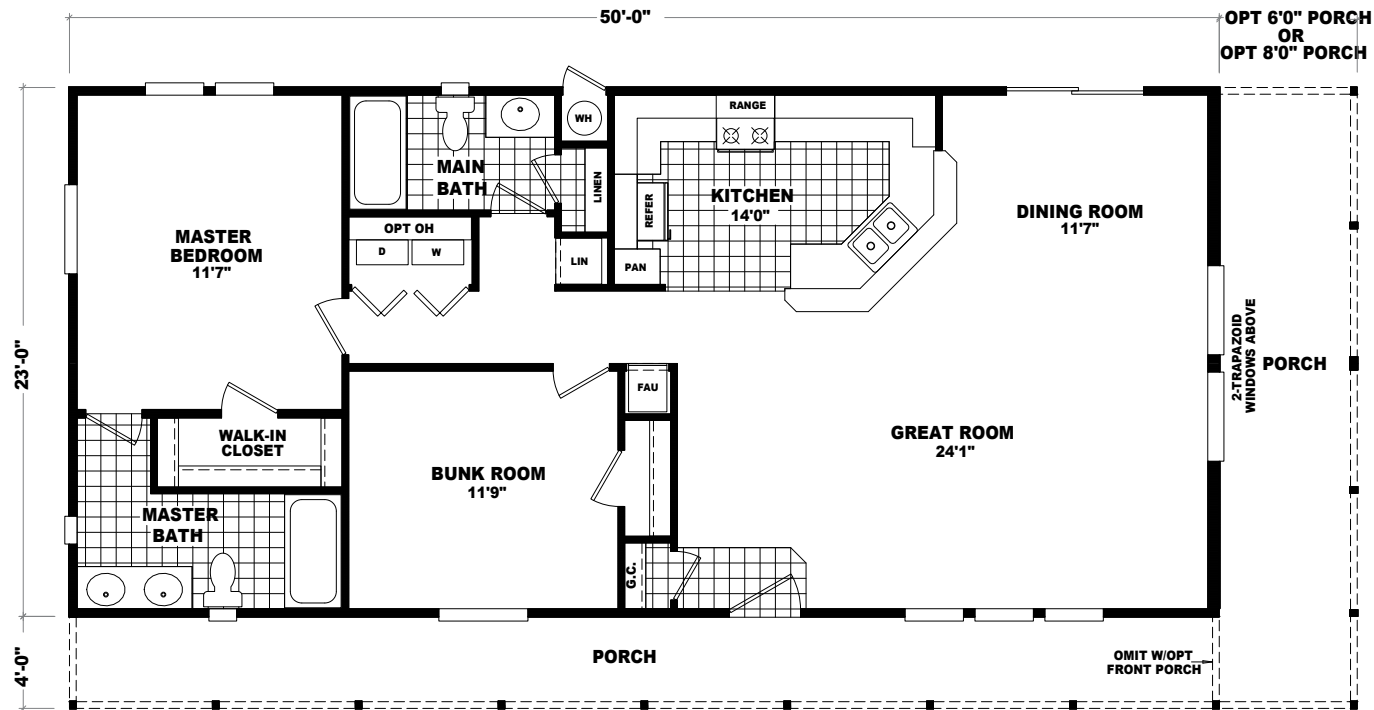 50'-0"
OPT 6'0" PORCH
OR
OPT 8'0" PORCH
RANGE
WH
MAIN
BATH
LINEN
KITCHEN
14'0"
REFER
DINING ROOM
11'7"
MASTER
BEDROOM
11'7"
OPT OH
D
W
LIN
PAN
23'-0"
2-TRAPAZOID
WINDOWS ABOVE
PORCH
FAU
WALK-IN
CLOSET
GREAT ROOM
24'1"
BUNK ROOM
11'9"
MASTER
BATH
G.C.
4'-0"
PORCH
OMIT W/OPT
FRONT PORCH